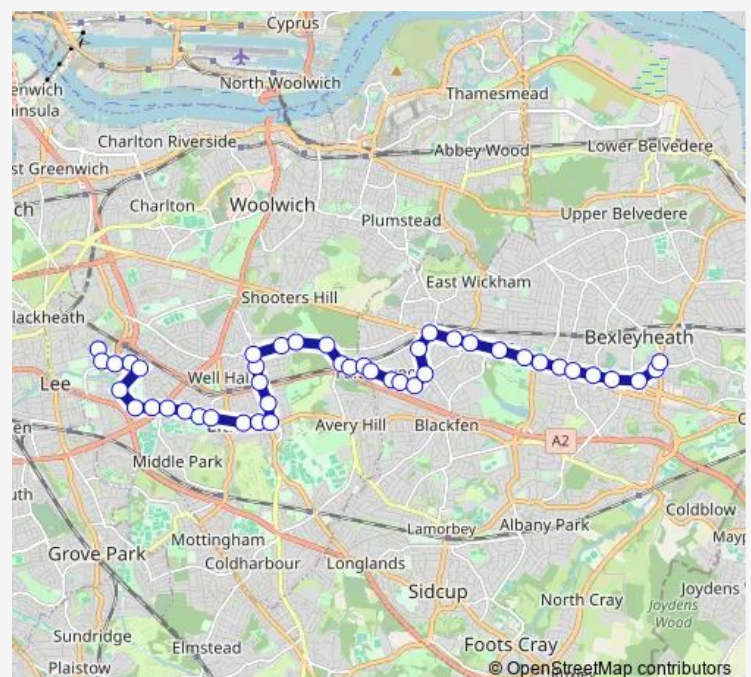 Cyprus
enwich
insula
North Woolwich
Thamesmead
Charlton Riverside
Abbey Wood
Lower Belvedere
st Greenwich
ch
Charlton
Woolwich
Plumstead
Upper Belvedere
East Wickham
Shooters Hill
lackheath
Bexleyheath
Lee
Well Hal
en
Avery Hill
Blackfen
A2
Middle Park
uth
Coldblow
Lamorbey
Albany Park
Mayp
Mottingham
Grove Park
Coldharbour
Longlands
Joydens
Sidcup
North Cray
Joydens
Wood
Sundridge
Elmstead
Foots Cray
Plaistow
© OpenStreetMap contributors